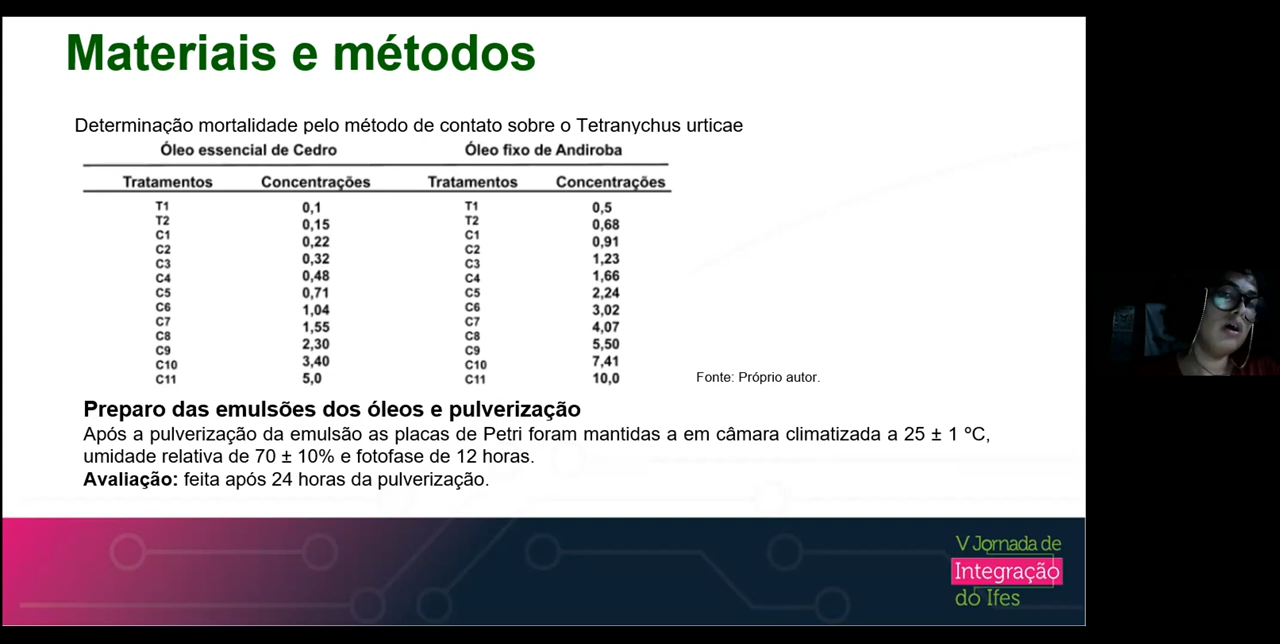 Materiais e métodos
Determinação mortalidade pelo método de contato sobre o Tetranychus urticae
Óleo essencial de Cedro Óleo fixo de Andiroba
Tratamentos Concentrações Tratamentos Concentrações
T1 0,1 T1 0,5
T2 0,15 T2 0,68
C1 0,22 C1 0,91
C2 0,32 C2 1,23
C3 0,48 C3 1,66
C4 0,71 C4 2,24
C5 1,04 C5 3,02
C6 1,55 C6 4,07
C7 2,30 C7 5,50
C8 3,40 C8 7,41
C9 5,0 C9 10,0
C10 C10
C11 C11
Fonte: Próprio autor.
Preparo das emulsões dos óleos e pulverização
Após a pulverização da emulsão as placas de Petri foram mantidas a em câmara climatizada a 25 ± 1 ºC,
umidade relativa de 70 ± 10% e fotofase de 12 horas.
Avaliação: feita após 24 horas da pulverização.
V Jornada de
Integração
do Ifes